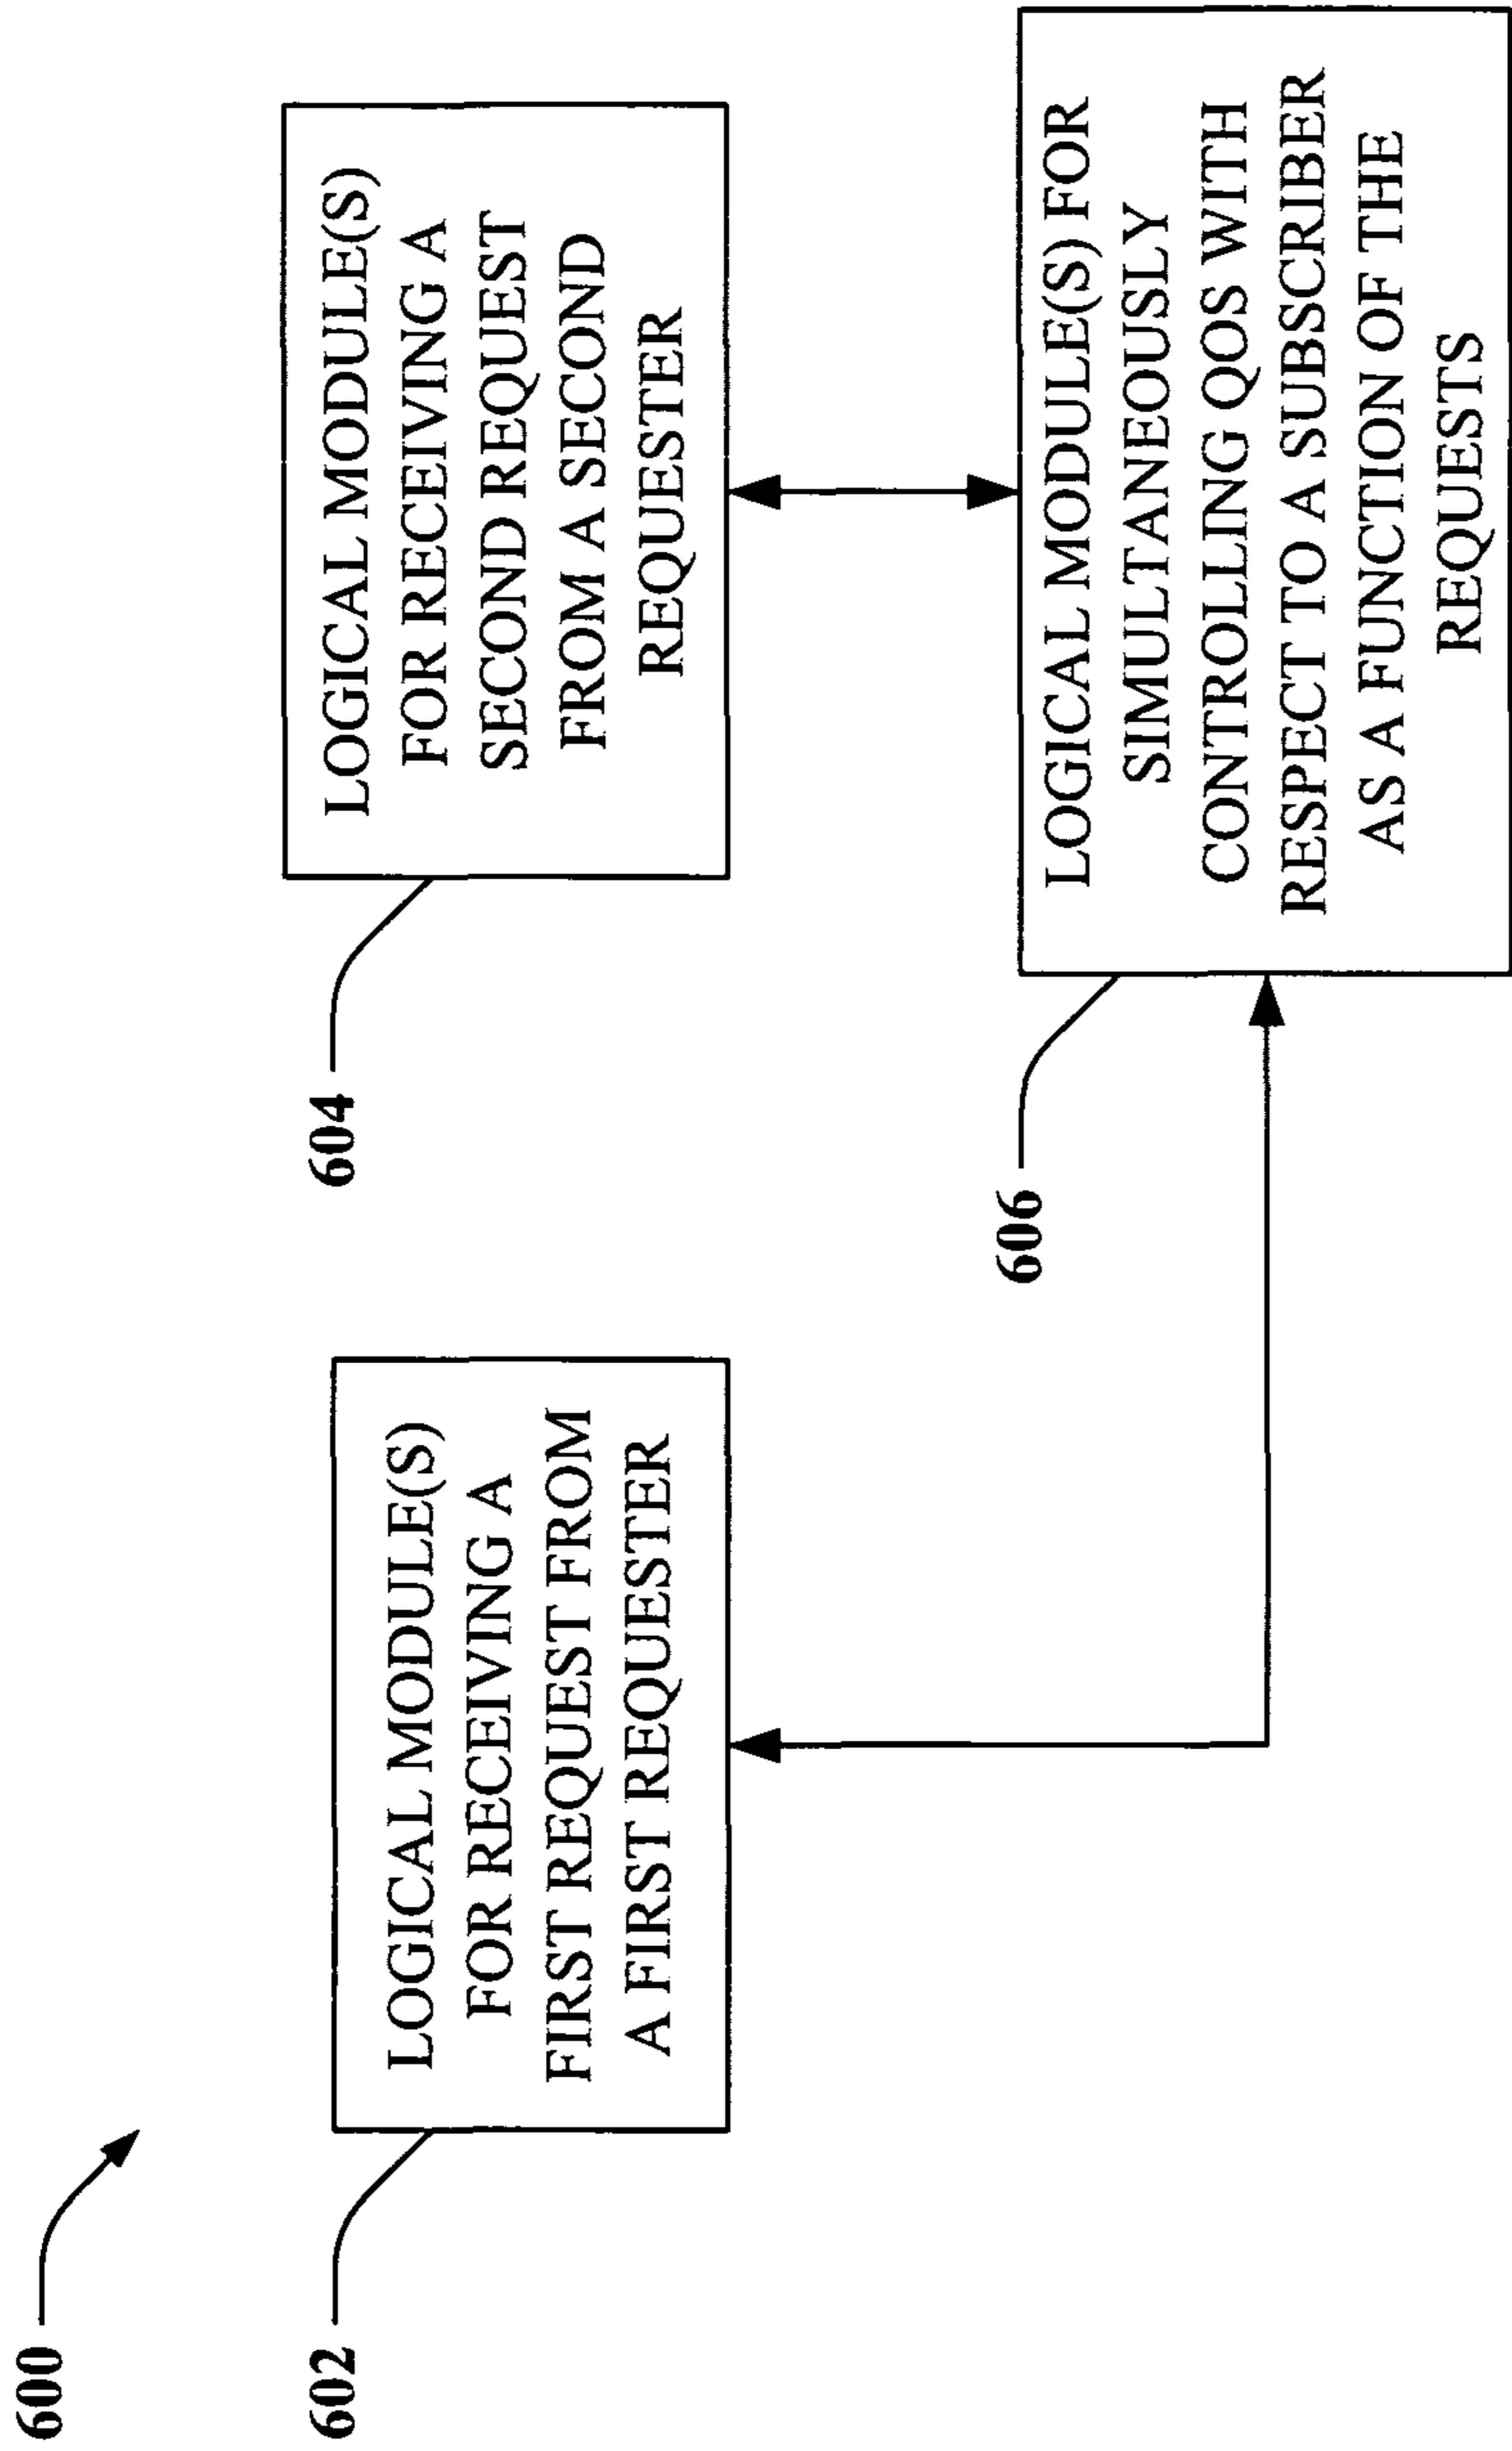 600
602
LOGICAL MODULE(S)
FOR RECEIVING A
FIRST REQUEST FROM
A FIRST REQUESTER
604
LOGICAL MODULE(S)
FOR RECEIVING A
SECOND REQUEST
FROM A SECOND
REQUESTER
606
LOGICAL MODULE(S) FOR
SIMULTANEOUSLY
CONTROLLING QOS WITH
RESPECT TO A SUBSCRIBER
AS A FUNCTION OF THE
REQUESTS